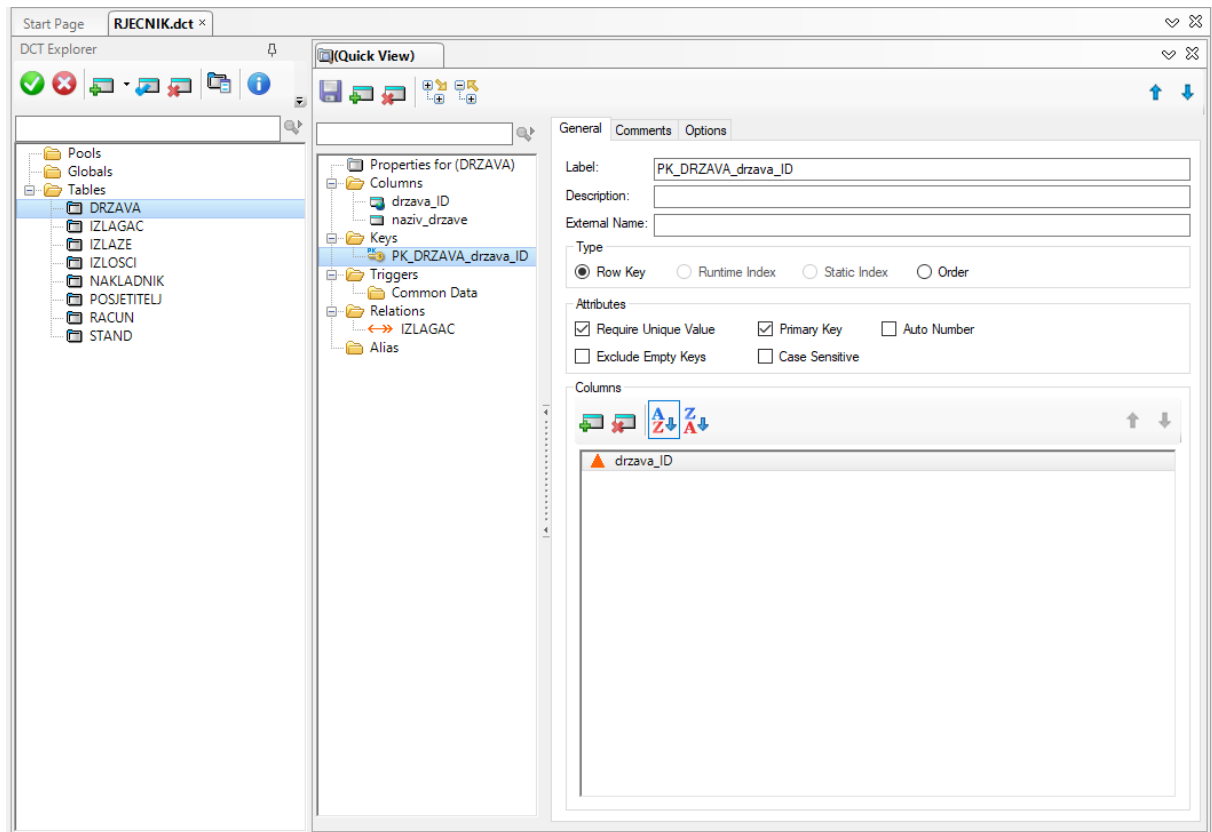 Start Page
RJECNIK.dct ×
DCT Explorer
Pools
Globals
Tables
DRZAVA
IZLAGAC
IZLAZE
IZLOSCI
NAKLADNIK
POSJETITELJ
RACUN
STAND
(Quick View)
Properties for (DRZAVA)
Columns
drzava_ID
naziv_drzave
Keys
PK_DRZAVA_drzava_ID
Triggers
Common Data
Relations
IZLAGAC
Alias
General Comments Options
Label: PK_DRZAVA_drzava_ID
Description:
External Name:
Type
Row Key Runtime Index Static Index Order
Attributes
Require Unique Value Primary Key Auto Number
Exclude Empty Keys Case Sensitive
Columns
drzava_ID